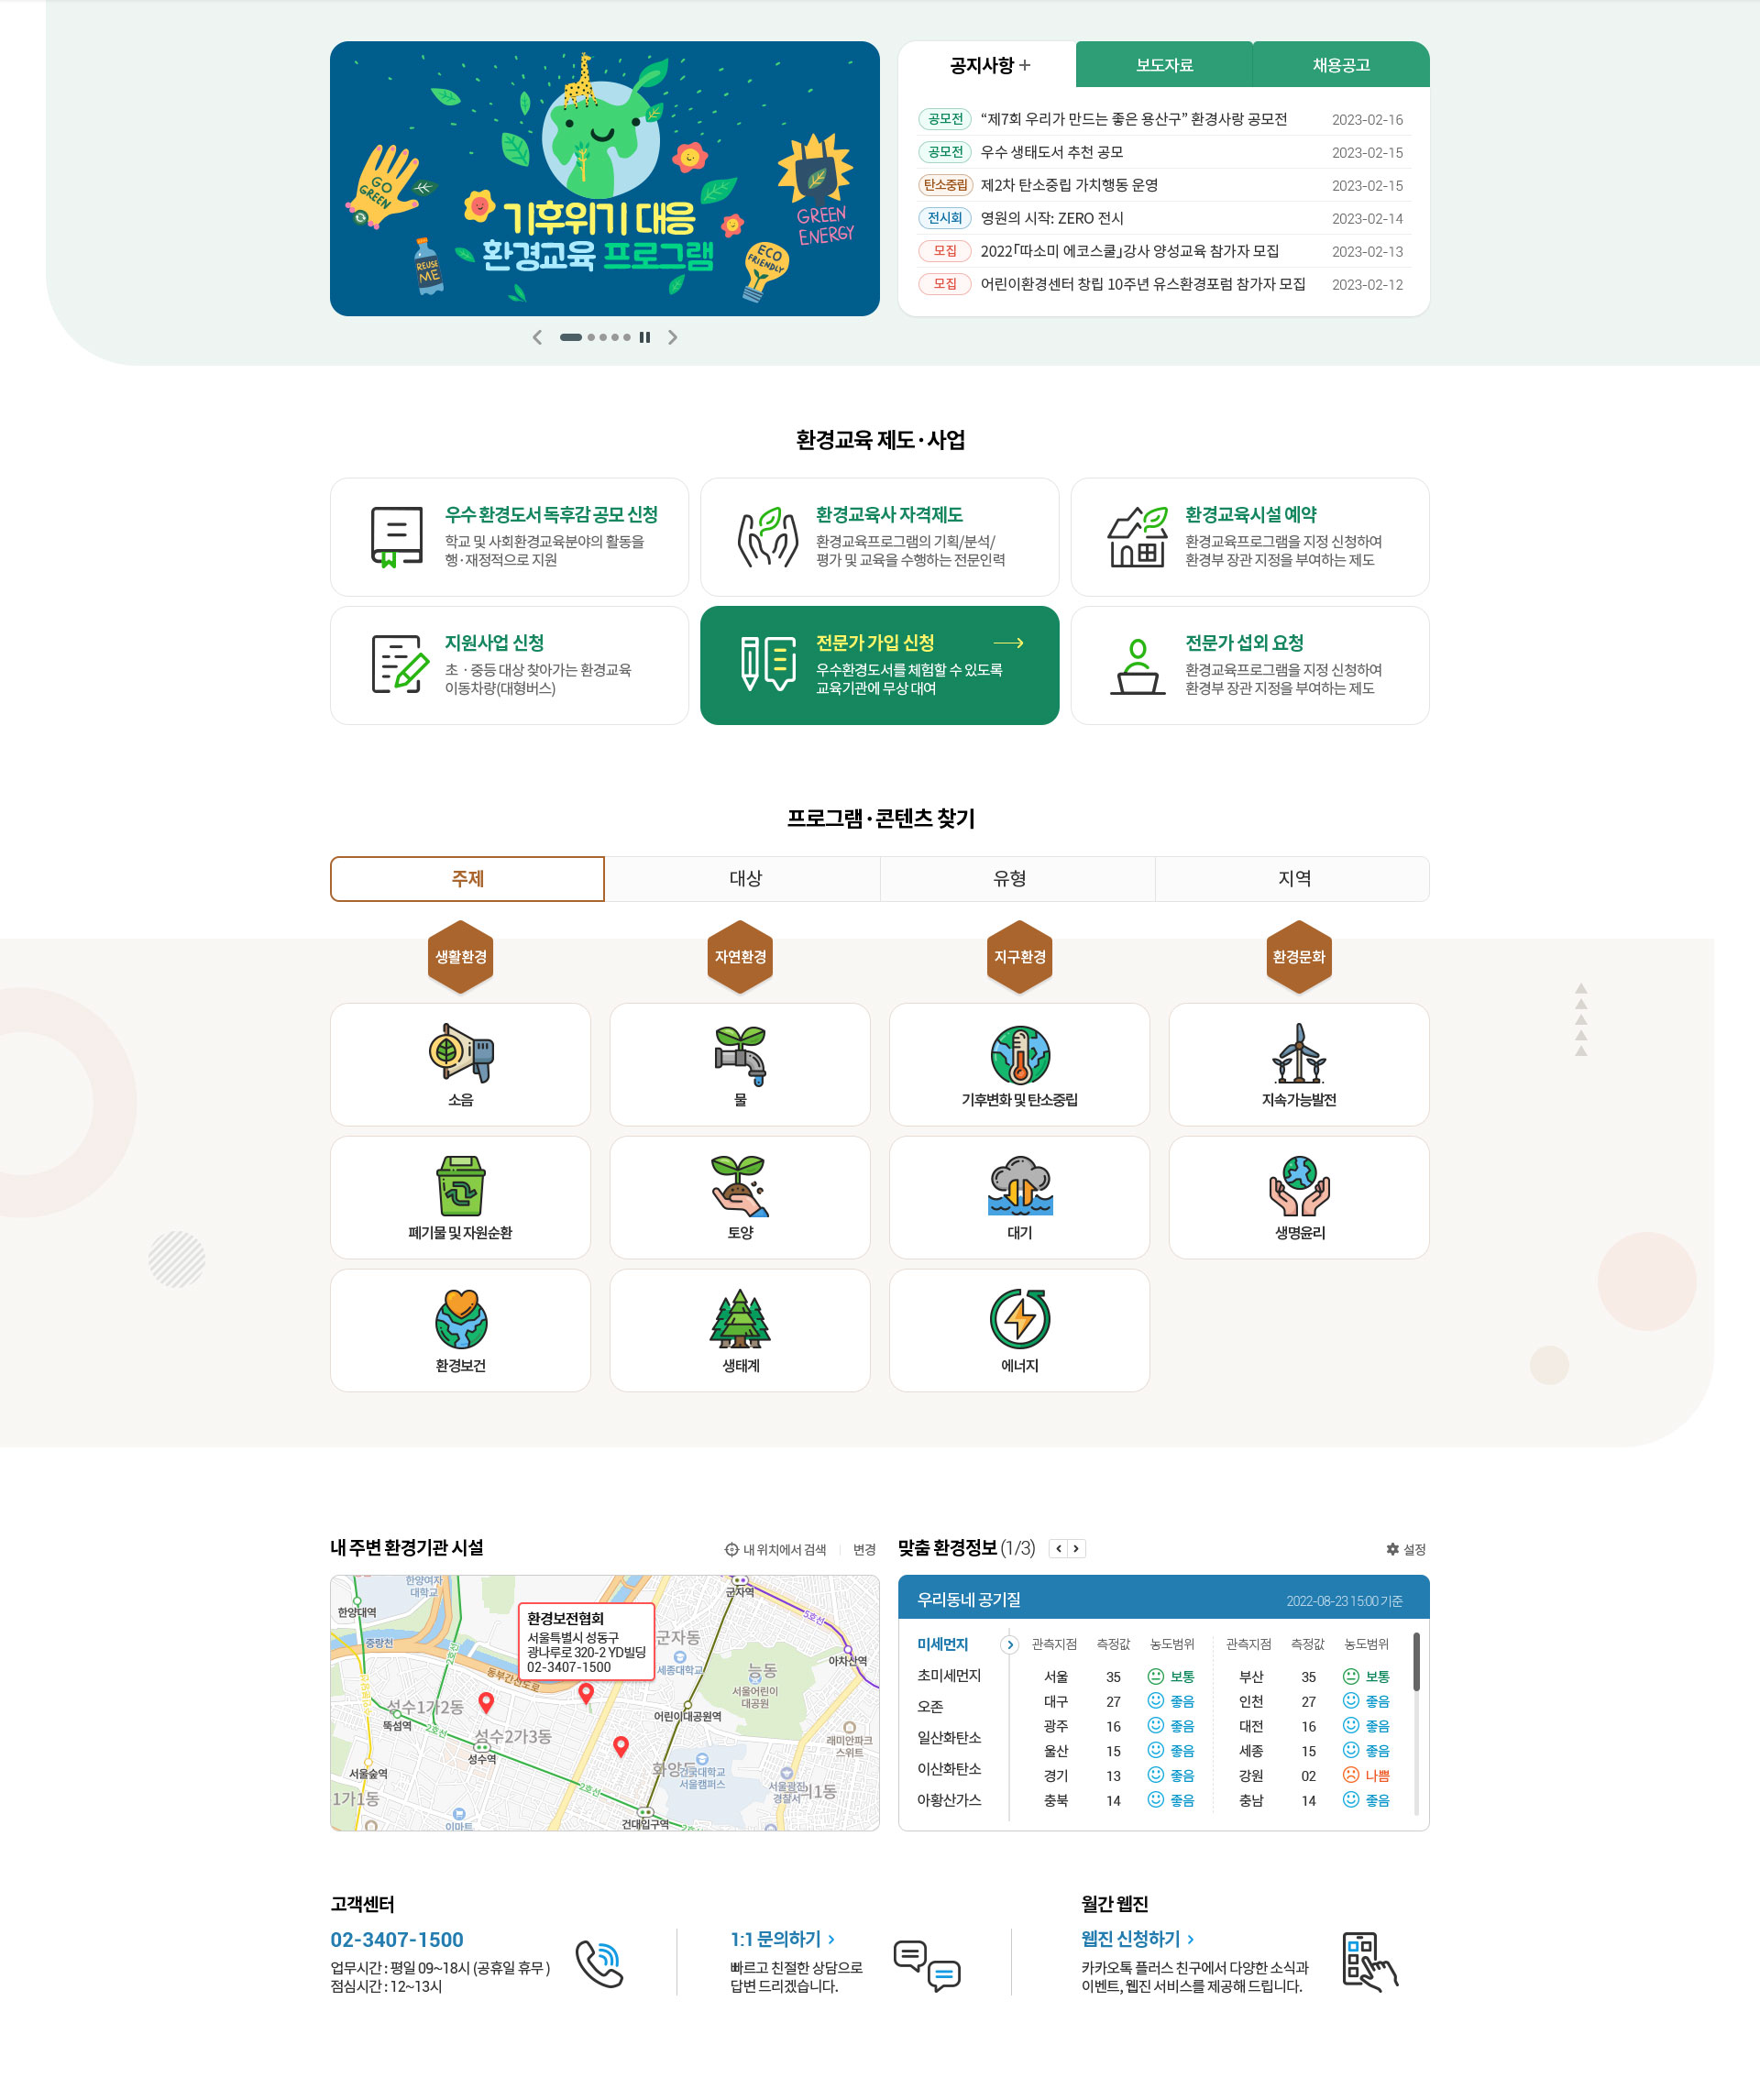 GO
GREEN
REUSE
ME
GREEN
ENERGY
ECO
FRIENDLY
기후위기 대응
환경교육 프로그램
공지사항 +
보도자료
채용공고
공모전 “제7회 우리가 만드는 좋은 용산구” 환경사랑 공모전 2023-02-16
공모전 우수 생태도서 추천 공모 2023-02-15
탄소중립 제2차 탄소중립 가치행동 운영 2023-02-15
전시회 영원의 시작: ZERO 전시 2023-02-14
모집 2022「따소미 에코스쿨」강사 양성교육 참가자 모집 2023-02-13
모집 어린이환경센터 창립 10주년 유스환경포럼 참가자 모집 2023-02-12
환경교육 제도·사업
우수 환경도서 독후감 공모 신청
학교 및 사회환경교육분야의 활동을
행·재정적으로 지원
환경교육사 자격제도
환경교육프로그램의 기획/분석/
평가 및 교육을 수행하는 전문인력
환경교육시설 예약
환경교육프로그램을 지정 신청하여
환경부 장관 지정을 부여하는 제도
지원사업 신청
초ㆍ중등 대상 찾아가는 환경교육
이동차량(대형버스)
전문가 가입 신청
우수환경도서를 체험할 수 있도록
교육기관에 무상 대여
전문가 섭외 요청
환경교육프로그램을 지정 신청하여
환경부 장관 지정을 부여하는 제도
프로그램·콘텐츠 찾기
주제 대상 유형 지역
생활환경 자연환경 지구환경 환경문화
소음 물 기후변화 및 탄소중립 지속가능발전
폐기물 및 자원순환 토양 대기 생명윤리
환경보건 생태계 에너지
내 주변 환경기관 시설
내 위치에서 검색
변경
한양여자
대학교
군자역
한양대역
5호선
중랑천
2호선
환경보전협회
서울특별시 성동구
광나루로 320-2 YD빌딩
02-3407-1500
군자동
세종대학교
능동
서울어린이
대공원
아차산역
동부간선도로
성수1가2동
뚝섬역
2호선
성수2가3동
성수역
어린이대공원역
래미안파크
스위트
서울숲역
화양동
건국대학교
서울캠퍼스
서울광진
경찰서
의1동
1가1동
2호선
이마트
건대입구역
2호선
맞춤 환경정보 (1/3)
설정
우리동네 공기질
2022-08-23 15:00 기준
미세먼지
초미세먼지
오존
일산화탄소
이산화탄소
아황산가스
관측지점 측정값 농도범위 관측지점 측정값 농도범위
서울 35 보통 부산 35 보통
대구 27 좋음 인천 27 좋음
광주 16 좋음 대전 16 좋음
울산 15 좋음 세종 15 좋음
경기 13 좋음 강원 02 나쁨
충북 14 좋음 충남 14 좋음
고객센터
02-3407-1500
업무시간 : 평일 09~18시 (공휴일 휴무 )
점심시간 : 12~13시
1:1 문의하기
빠르고 친절한 상담으로
답변 드리겠습니다.
월간 웹진
웹진 신청하기
카카오톡 플러스 친구에서 다양한 소식과
이벤트, 웹진 서비스를 제공해 드립니다.